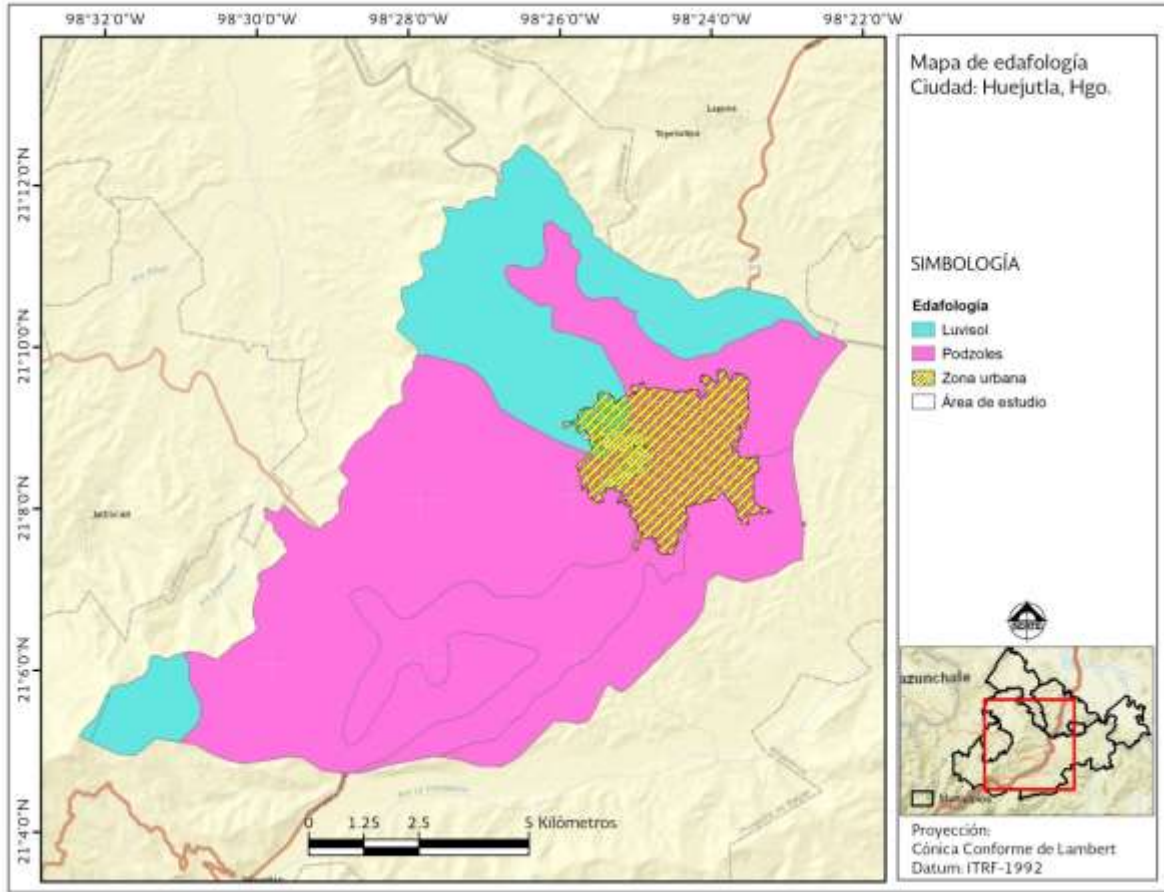 98°32'0"W
98°30'0"W
98°28'0"W
98°26'0"W
98°24'0"W
98°22'0"W
21°12'0"N
21°10'0"N
21°8'0"N
21°6'0"N
21°4'0"N
0 1.25 2.5 5 Kilómetros
Mapa de edafología
Ciudad: Huejutla, Hgo.
SIMBOLOGÍA
Edafología
Luvisol
Podzoles
Zona urbana
Área de estudio
NORTE
azunchale
Proyección:
Cónica Conforme de Lambert
Datum: ITRF-1992